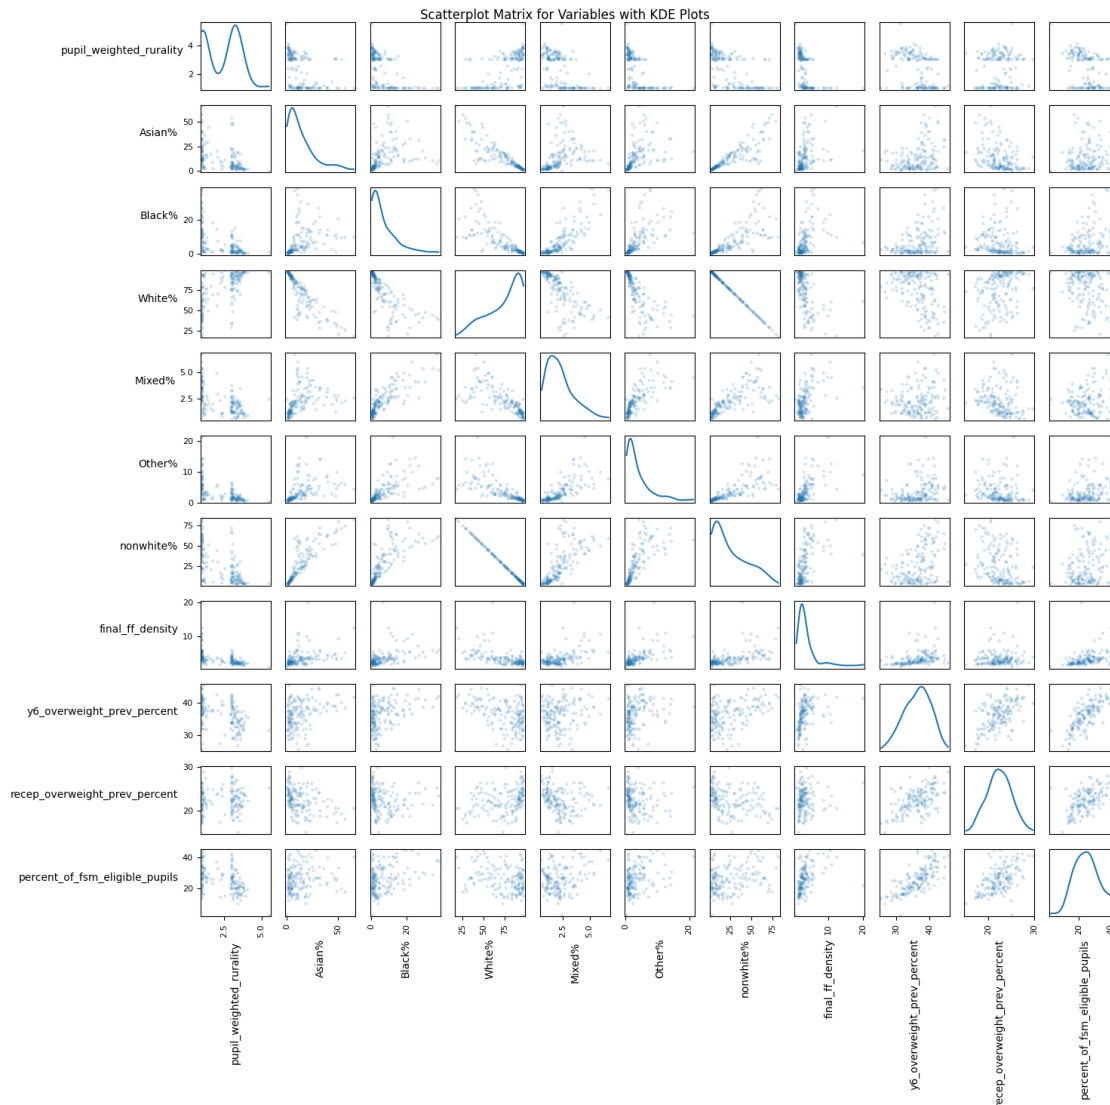 Scatterplot Matrix for Variables with KDE Plots
pupil_weighted_rurality
4
2
Asian%
50
25
0
Black%
20
0
White%
75
50
25
Mixed%
5.0
2.5
Other%
20
10
0
nonwhite%
75
50
25
final_ff_density
20
10
y6_overweight_prev_percent
40
30
recep_overweight_prev_percent
30
20
percent_of_fsm_eligible_pupils
40
20
2.5 5.0 0 50 0 20 25 50 75 2.5 5.0 0 20 25 50 75 10 20 30 40 20 30 20 40
pupil_weighted_rurality
Asian%
Black%
White%
Mixed%
Other%
nonwhite%
final_ff_density
y6_overweight_prev_percent
ecep_overweight_prev_percent
percent_of_fsm_eligible_pupils